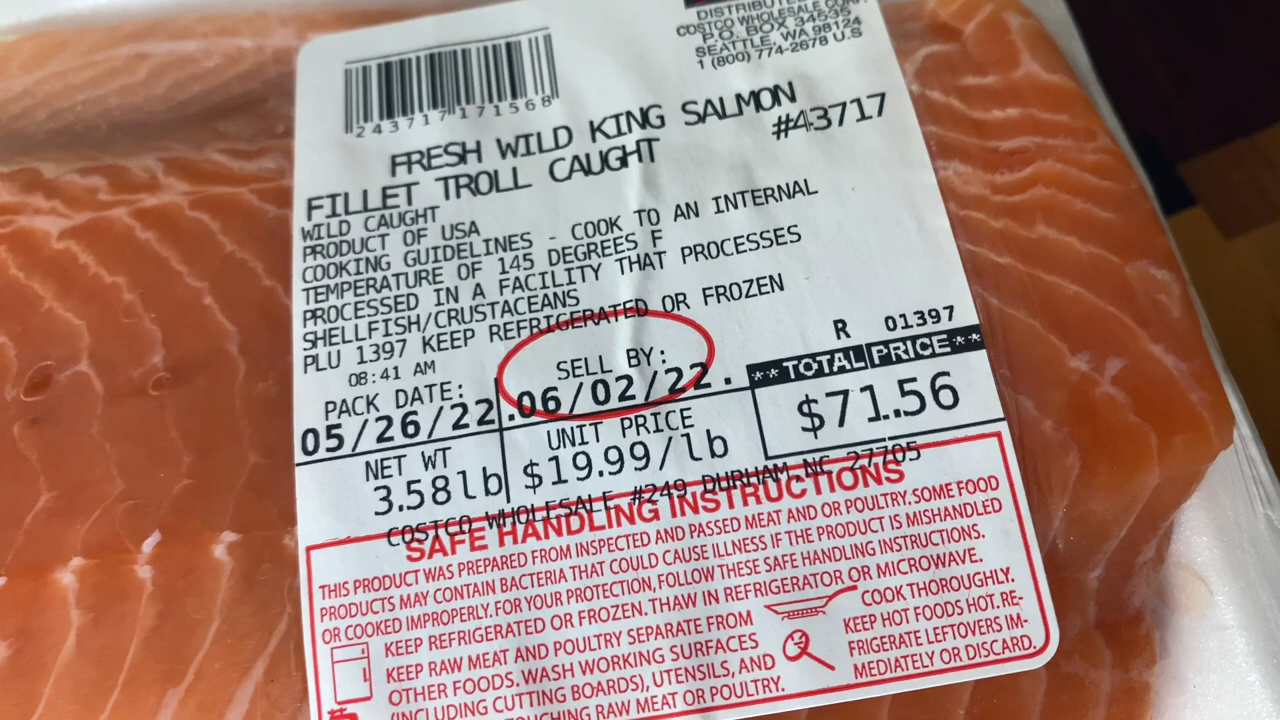 DISTRIBUTE
COSTCO WHOLESALE CORP
P.O. BOX 34535
SEATTLE, WA 98124
1 (800) 774-2678 U.S
243717171568
FRESH WILD KING SALMON
#43717
FILLET TROLL CAUGHT
WILD CAUGHT
PRODUCT OF USA
COOKING GUIDELINES - COOK TO AN INTERNAL
TEMPERATURE OF 145 DEGREES F
PROCESSED IN A FACILITY THAT PROCESSES
SHELLFISH/CRUSTACEANS
PLU 1397 KEEP REFRIGERATED OR FROZEN
08:41 AM
R 01397
PACK DATE: SELL BY: **TOTAL PRICE**
05/26/22 .06/02/22. $71.56
NET WT UNIT PRICE
3.58lb $19.99/lb
COSTCO WHOLESALE #249 DURHAM,NC 27705
SAFE HANDLING INSTRUCTIONS
THIS PRODUCT WAS PREPARED FROM INSPECTED AND PASSED MEAT AND OR POULTRY. SOME FOOD
PRODUCTS MAY CONTAIN BACTERIA THAT COULD CAUSE ILLNESS IF THE PRODUCT IS MISHANDLED
OR COOKED IMPROPERLY. FOR YOUR PROTECTION, FOLLOW THESE SAFE HANDLING INSTRUCTIONS.
KEEP REFRIGERATED OR FROZEN. THAW IN REFRIGERATOR OR MICROWAVE.
KEEP RAW MEAT AND POULTRY SEPARATE FROM
OTHER FOODS. WASH WORKING SURFACES
(INCLUDING CUTTING BOARDS), UTENSILS, AND
TOUCHING RAW MEAT OR POULTRY.
COOK THOROUGHLY.
KEEP HOT FOODS HOT. RE-
FRIGERATE LEFTOVERS IM-
MEDIATELY OR DISCARD.